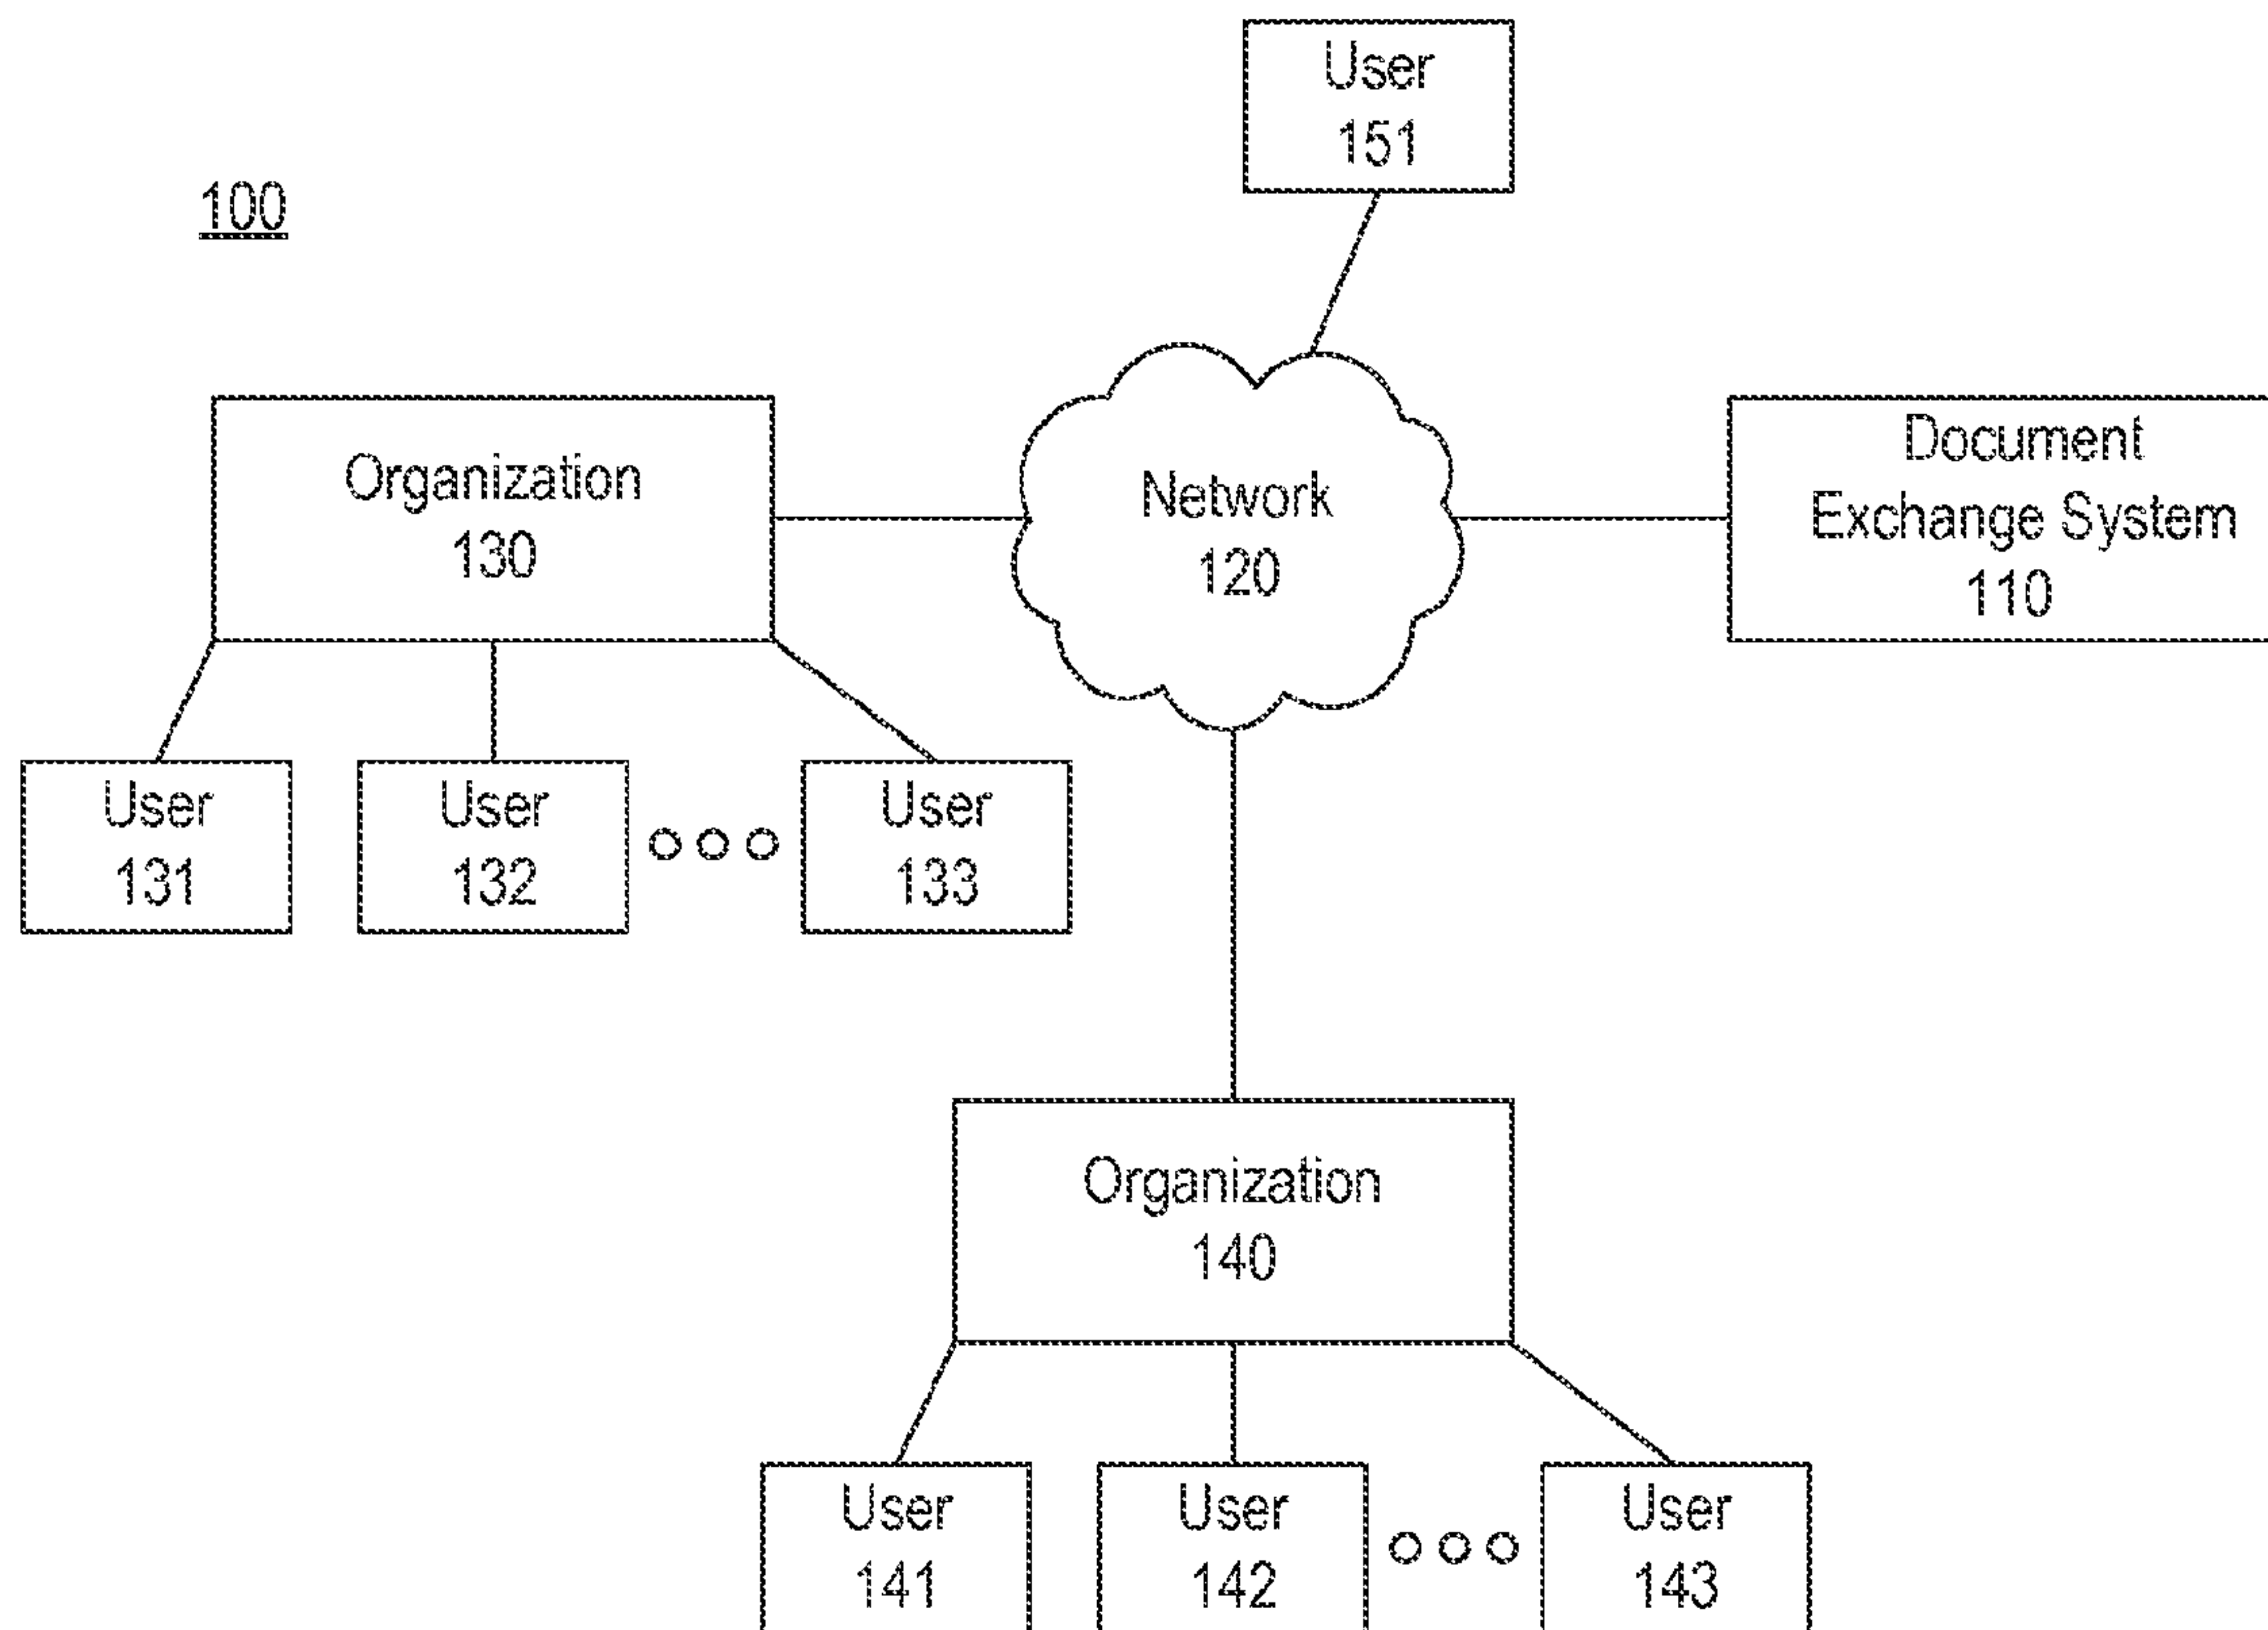 User
151
100
Organization
130
Network
120
Document
Exchange System
110
User
131
User
132
User
133
Organization
140
User
141
User
142
User
143